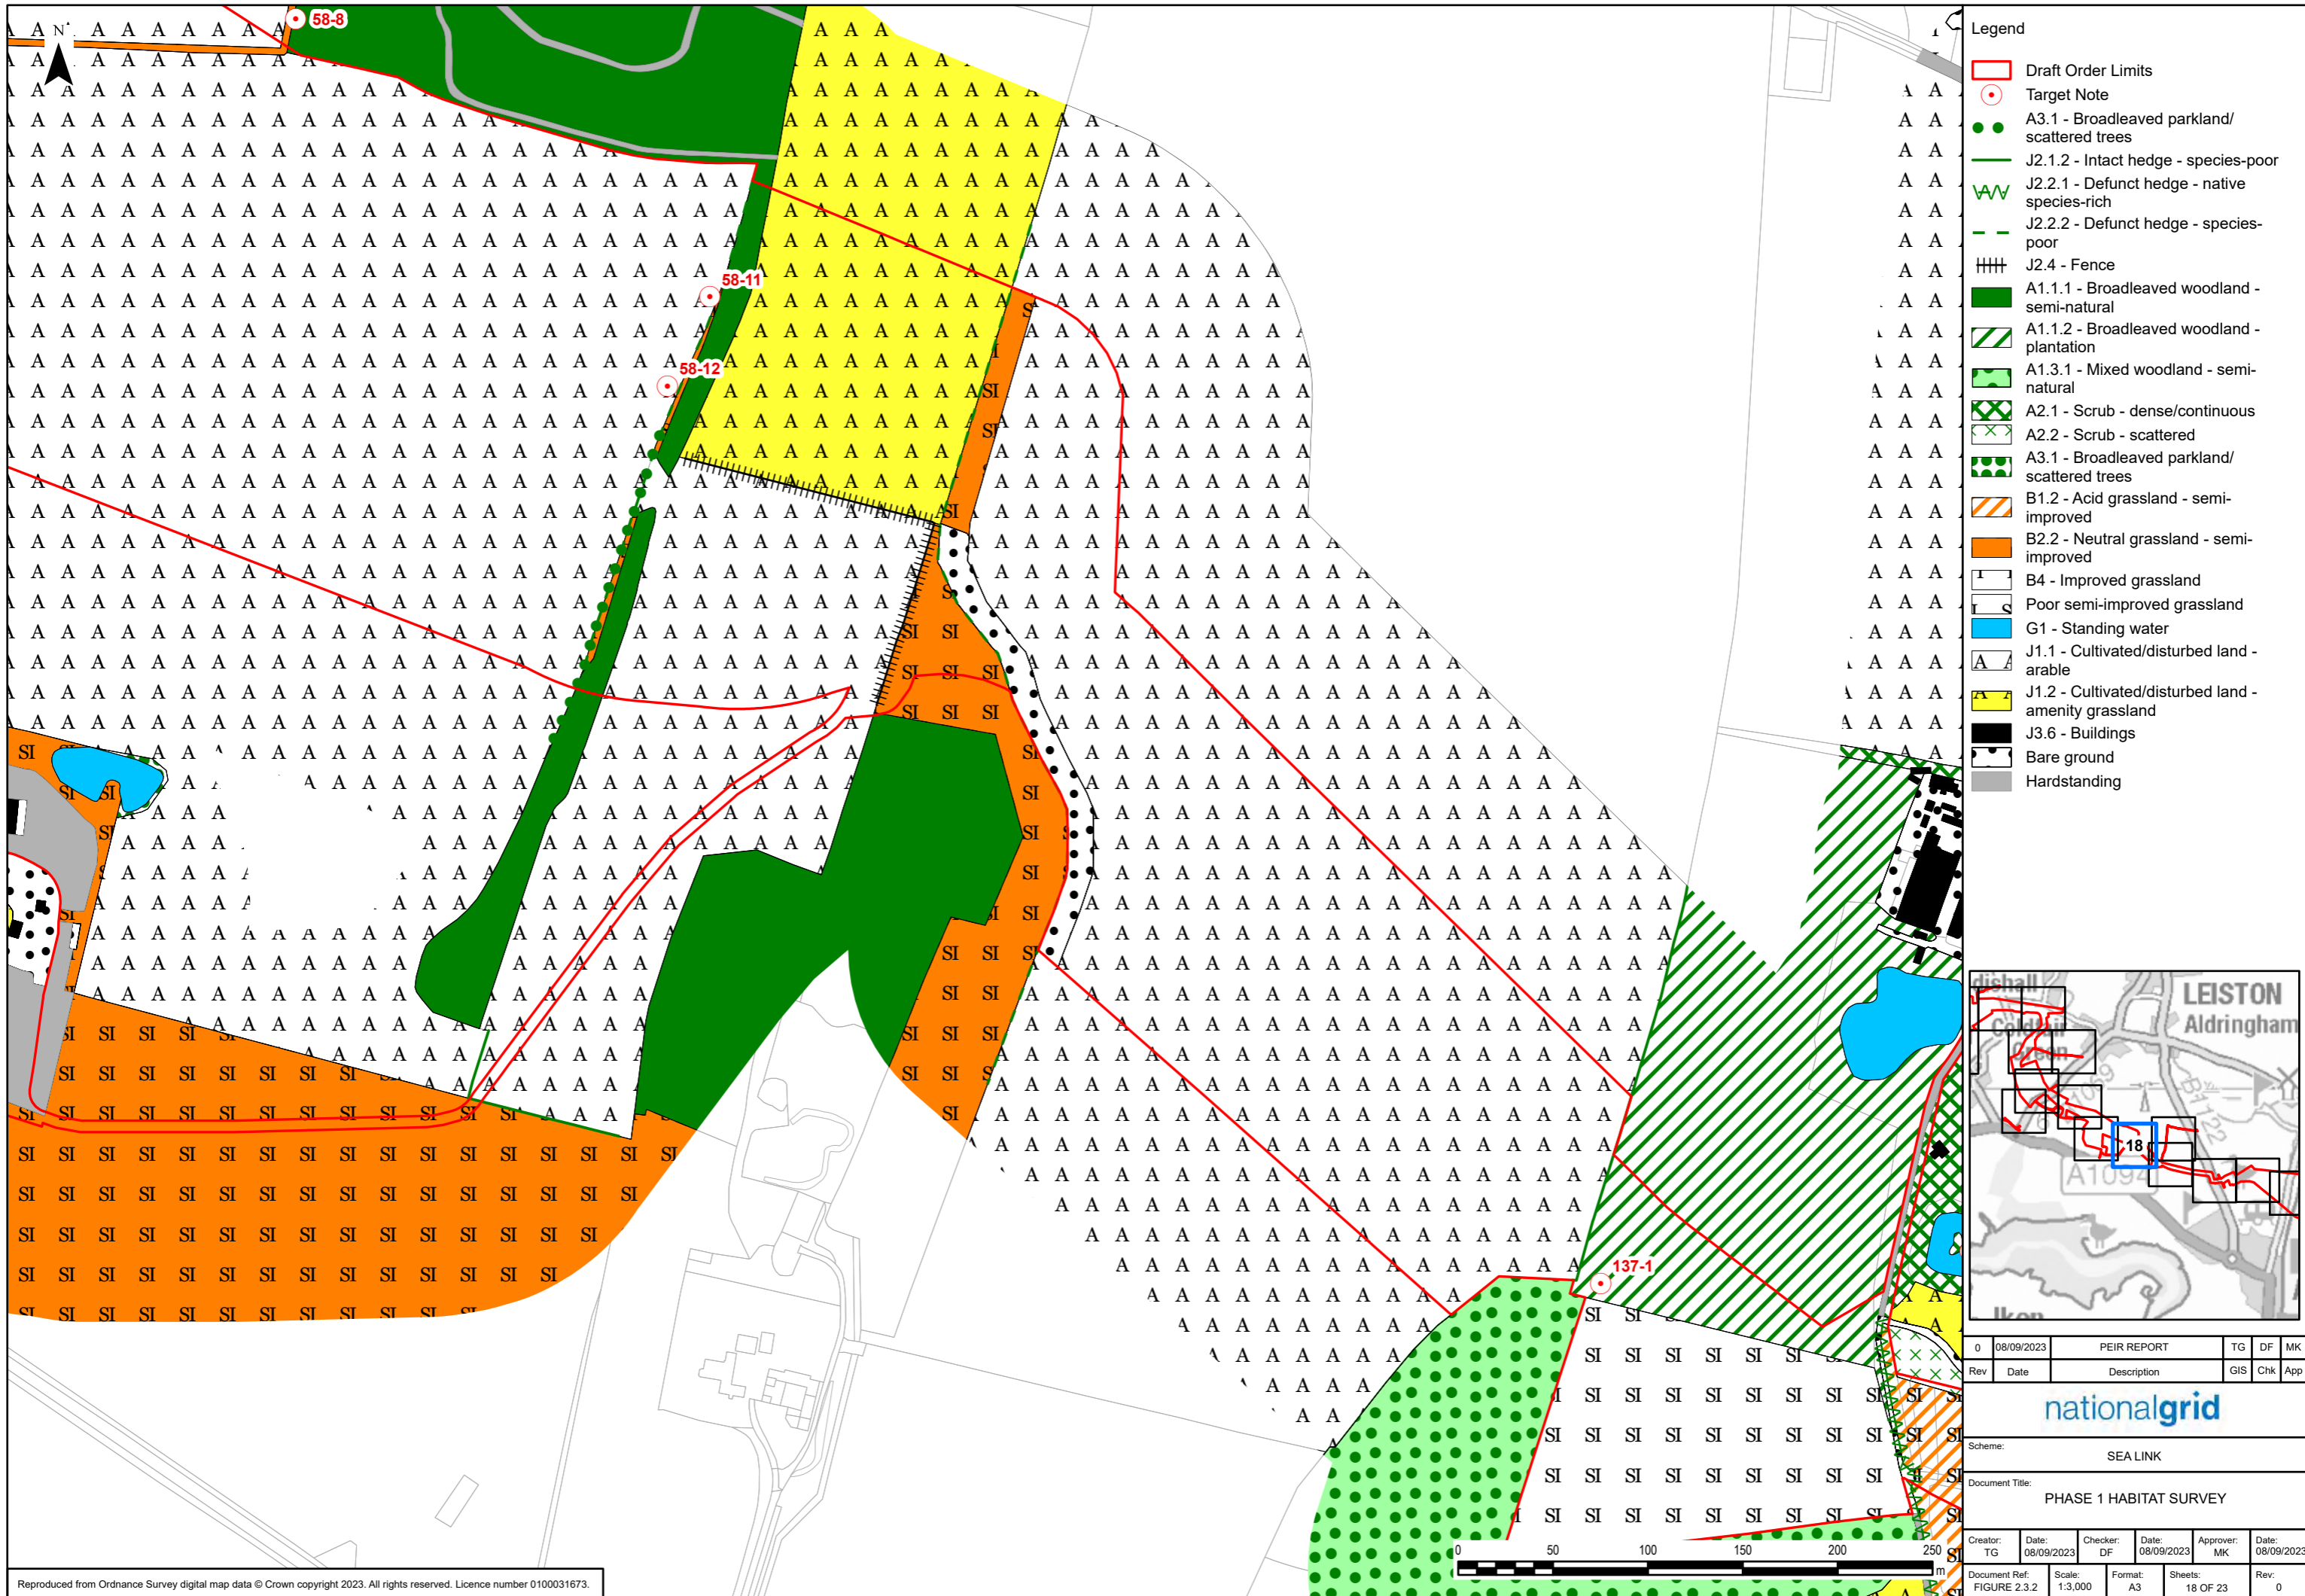 N
58-8
58-11
58-12
137-1
Legend
Draft Order Limits
Target Note
A3.1 - Broadleaved parkland/
scattered trees
J2.1.2 - Intact hedge - species-poor
J2.2.1 - Defunct hedge - native
species-rich
J2.2.2 - Defunct hedge - species-
poor
J2.4 - Fence
A1.1.1 - Broadleaved woodland -
semi-natural
A1.1.2 - Broadleaved woodland -
plantation
A1.3.1 - Mixed woodland - semi-
natural
A2.1 - Scrub - dense/continuous
A2.2 - Scrub - scattered
A3.1 - Broadleaved parkland/
scattered trees
B1.2 - Acid grassland - semi-
improved
B2.2 - Neutral grassland - semi-
improved
B4 - Improved grassland
Poor semi-improved grassland
G1 - Standing water
J1.1 - Cultivated/disturbed land -
arable
J1.2 - Cultivated/disturbed land -
amenity grassland
J3.6 - Buildings
Bare ground
Hardstanding
LEISTON
Aldringham
Green
B1122
18
A1094
0 08/09/2023 PEIR REPORT TG DF MK
Rev Date Description GIS Chk App
nationalgrid
Scheme:
SEA LINK
Document Title:
PHASE 1 HABITAT SURVEY
Creator: Date: Checker: Date: Approver: Date:
TG 08/09/2023 DF 08/09/2023 MK 08/09/2023
Document Ref: Scale: Format: Sheets: Rev:
FIGURE 2.3.2 1:3,000 A3 18 OF 23 0
0 50 100 150 200 250
m
Reproduced from Ordnance Survey digital map data © Crown copyright 2023. All rights reserved. Licence number 0100031673.